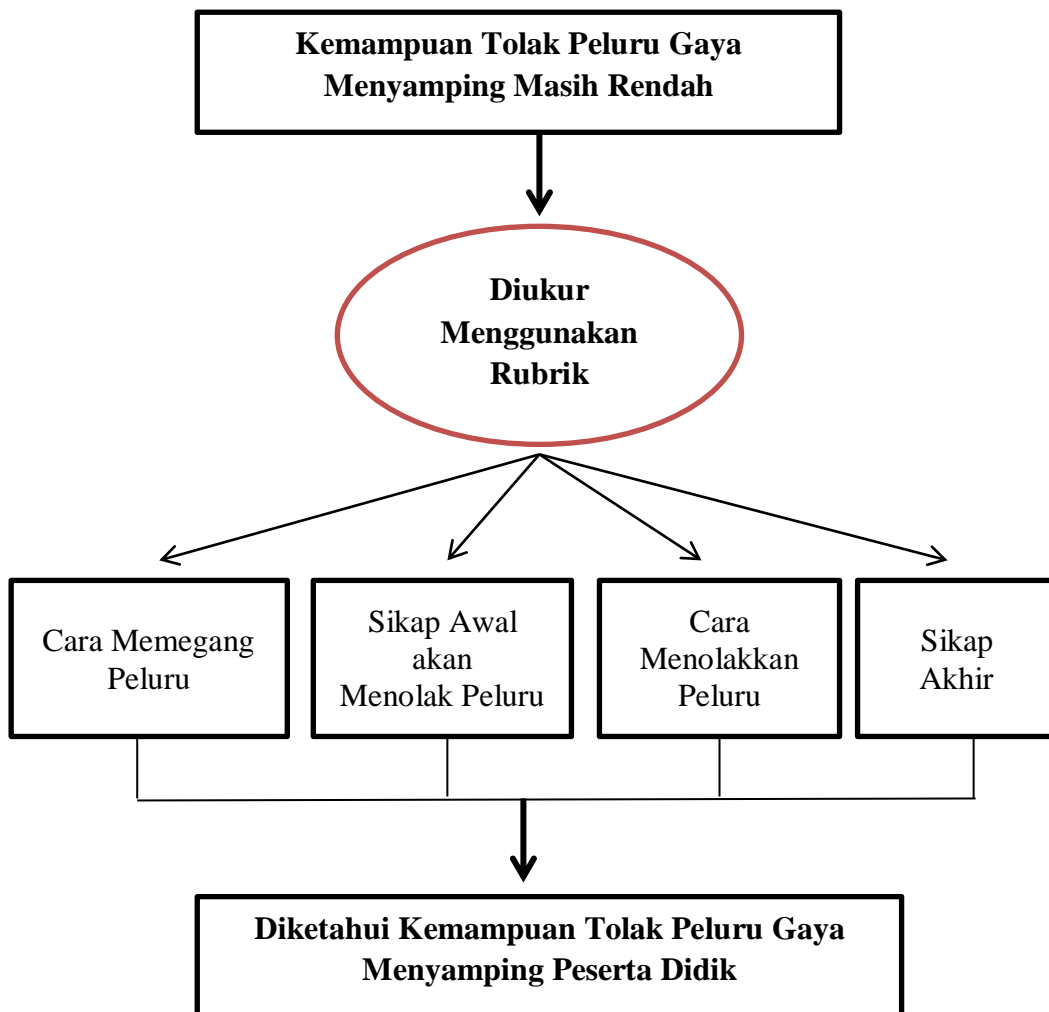 Kemampuan Tolak Peluru Gaya
Menyamping Masih Rendah
Diukur
Menggunakan
Rubrik
Cara Memegang
Peluru
Sikap Awal
akan
Menolak Peluru
Cara
Menolakkan
Peluru
Sikap
Akhir
Diketahui Kemampuan Tolak Peluru Gaya
Menyamping Peserta Didik